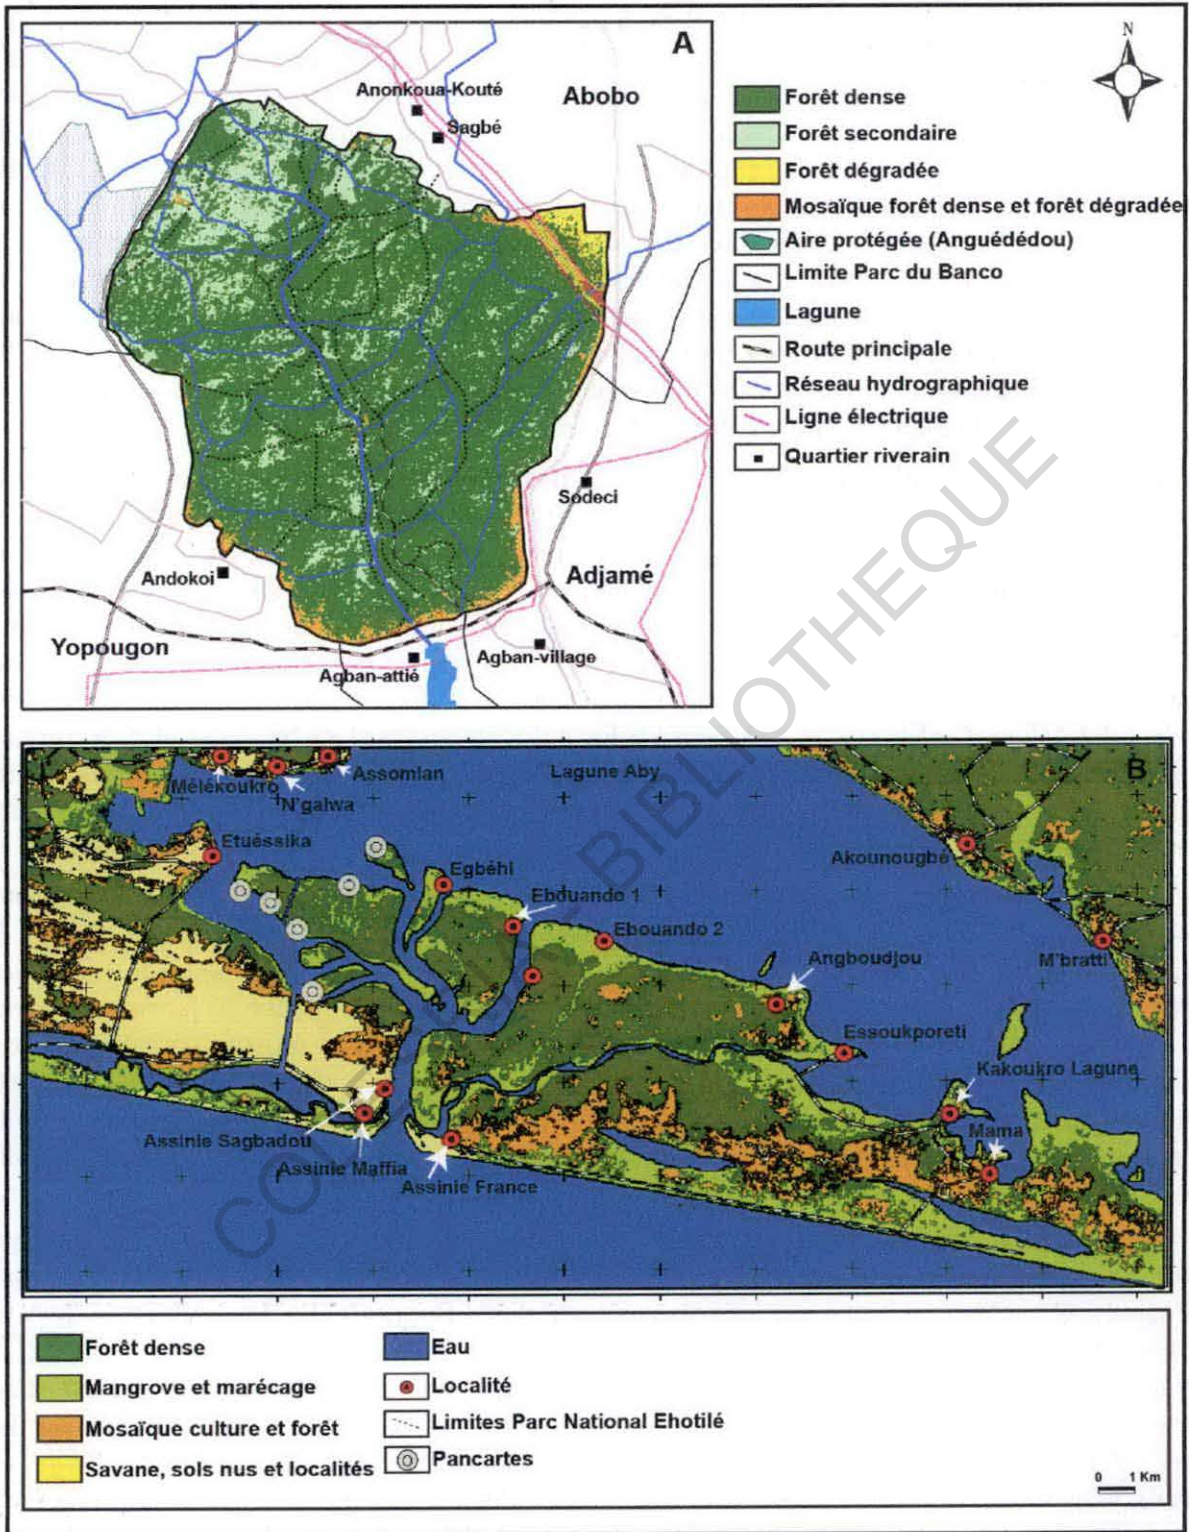 A
N
Anonkoua-Kouté
Abobo
Sagbé
Sodeci
Andokoi
Adjamé
Yopougon
Agban-village
Agban-attié
Forêt dense
Forêt secondaire
Forêt dégradée
Mosaïque forêt dense et forêt dégradée
Aire protégée (Anguédédou)
Limite Parc du Banco
Lagune
Route principale
Réseau hydrographique
Ligne électrique
Quartier riverain
B
Mélékoukro
N'galwa
Assomlan
Lagune Aby
Etuéssika
Egbéhi
Akounougbé
Ebouando 1
Ebouando 2
Angboudjou
M'bratti
Essoukporeti
Kakoukro Lagune
Assinie Sagbadou
Mama
Assinie Maffia
Assinie France
BIBLIOTHEQUE
Forêt dense
Mangrove et marécage
Mosaïque culture et forêt
Savane, sols nus et localités
Eau
Localité
Limites Parc National Ehotilé
Pancartes
0 1 Km